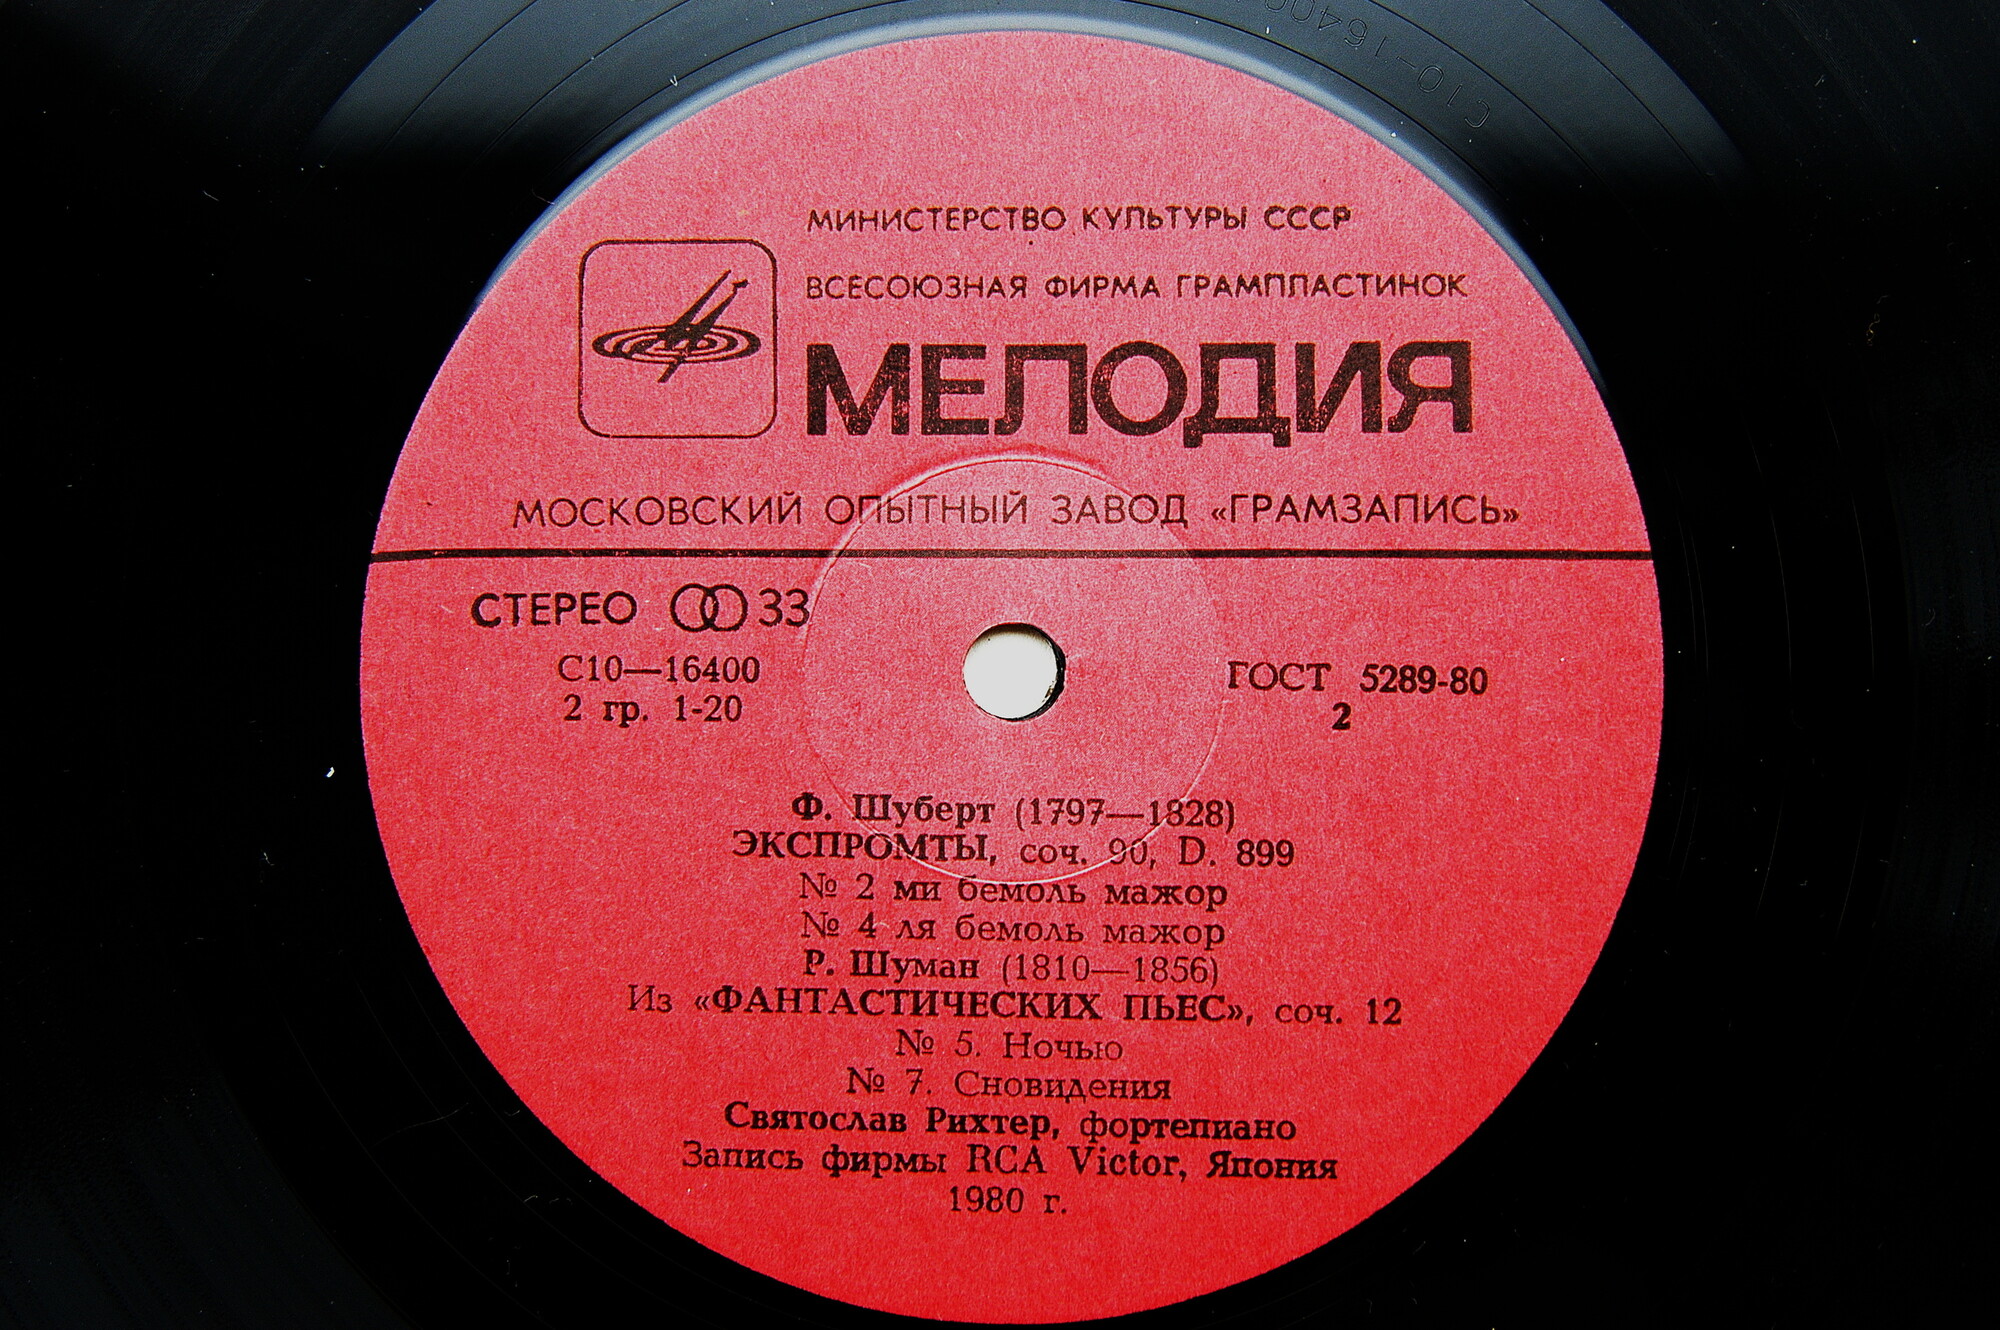 С10-16400
МИНИСТЕРСТВО КУЛЬТУРЫ СССР
ВСЕСОЮЗНАЯ ФИРМА ГРАМПЛАСТИНОК
МЕЛОДИЯ
МОСКОВСКИЙ ОПЫТНЫЙ ЗАВОД «ГРАМЗАПИСЬ»
СТЕРЕО 33
С10—16400
2 гр. 1-20
ГОСТ 5289-80
2
Ф. Шуберт (1797—1828)
ЭКСПРОМТЫ, соч. 90, D. 899
№ 2 ми бемоль мажор
№ 4 ля бемоль мажор
Р. Шуман (1810—1856)
Из «ФАНТАСТИЧЕСКИХ ПЬЕС», соч. 12
№ 5. Ночью
№ 7. Сновидения
Святослав Рихтер, фортепиано
Запись фирмы RCA Victor, Япония
1980 г.